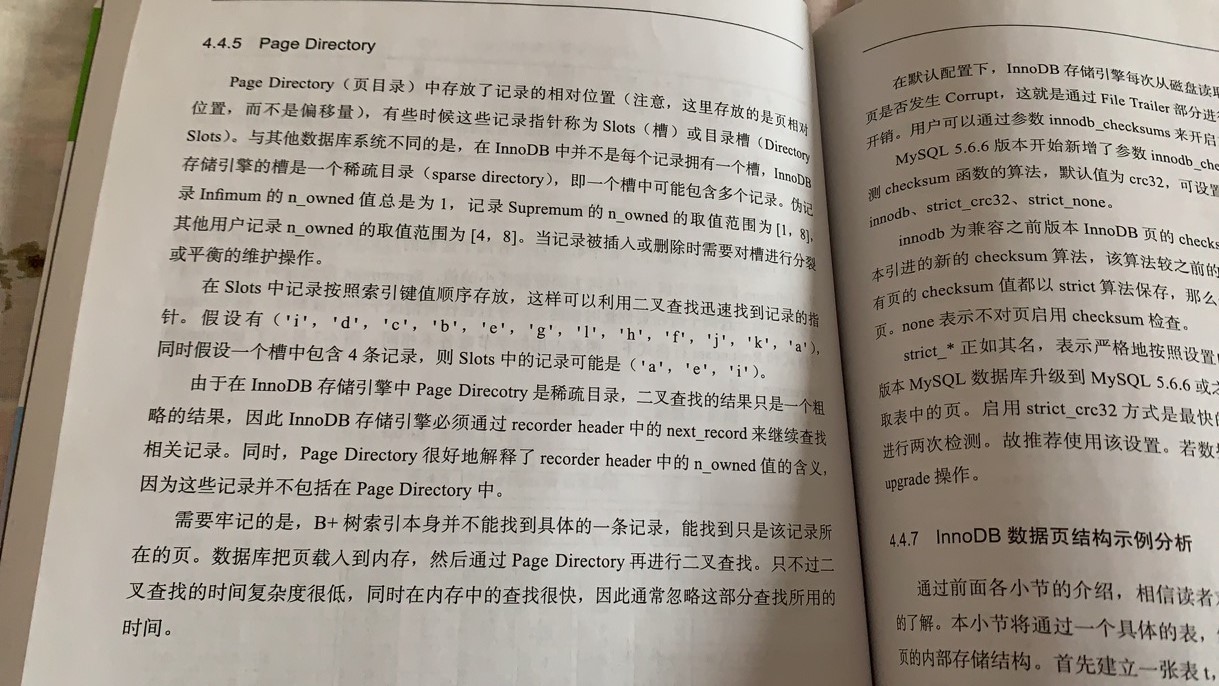 4.4.5 Page Directory
Page Directory（页目录）中存放了记录的相对位置（注意，这里存放的是页相对
位置，而不是偏移量），有些时候这些记录指针称为 Slots（槽）或目录槽（Directory
Slots）。与其他数据库系统不同的是，在 InnoDB 中并不是每个记录拥有一个槽，InnoDB
存储引擎的槽是一个稀疏目录（sparse directory），即一个槽中可能包含多个记录。伪记
录 Infimum 的 n_owned 值总是为 1，记录 Supremum 的 n_owned 的取值范围为 [1，8]，
其他用户记录 n_owned 的取值范围为 [4，8]。当记录被插入或删除时需要对槽进行分裂
或平衡的维护操作。
在 Slots 中记录按照索引键值顺序存放，这样可以利用二叉查找迅速找到记录的指
针。假设有（'i'，'d'，'c'，'b'，'e'，'g'，'l'，'h'，'f'，'j'，'k'，'a'），
同时假设一个槽中包含 4 条记录，则 Slots 中的记录可能是（'a'，'e'，'i'）。
由于在 InnoDB 存储引擎中 Page Direcotry 是稀疏目录，二叉查找的结果只是一个粗
略的结果，因此 InnoDB 存储引擎必须通过 recorder header 中的 next_record 来继续查找
相关记录。同时，Page Directory 很好地解释了 recorder header 中的 n_owned 值的含义，
因为这些记录并不包括在 Page Directory 中。
需要牢记的是，B+ 树索引本身并不能找到具体的一条记录，能找到只是该记录所
在的页。数据库把页载入到内存，然后通过 Page Directory 再进行二叉查找。只不过二
叉查找的时间复杂度很低，同时在内存中的查找很快，因此通常忽略这部分查找所用的
时间。
在默认配置下，InnoDB 存储引擎每次从磁盘读取
页是否发生 Corrupt，这就是通过 File Trailer 部分进
开销。用户可以通过参数 innodb_checksums 来开启
MySQL 5.6.6 版本开始新增了参数 innodb_che
测 checksum 函数的算法，默认值为 crc32，可设置
innodb、strict_crc32、strict_none。
innodb 为兼容之前版本 InnoDB 页的 checks
本引进的新的 checksum 算法，该算法较之前的
有页的 checksum 值都以 strict 算法保存，那么
页。none 表示不对页启用 checksum 检查。
strict_* 正如其名，表示严格地按照设置
版本 MySQL 数据库升级到 MySQL 5.6.6 或之
取表中的页。启用 strict_crc32 方式是最快的
进行两次检测。故推荐使用该设置。若数
upgrade 操作。
4.4.7 InnoDB 数据页结构示例分析
通过前面各小节的介绍，相信读者
的了解。本小节将通过一个具体的表，
页的内部存储结构。首先建立一张表 t，